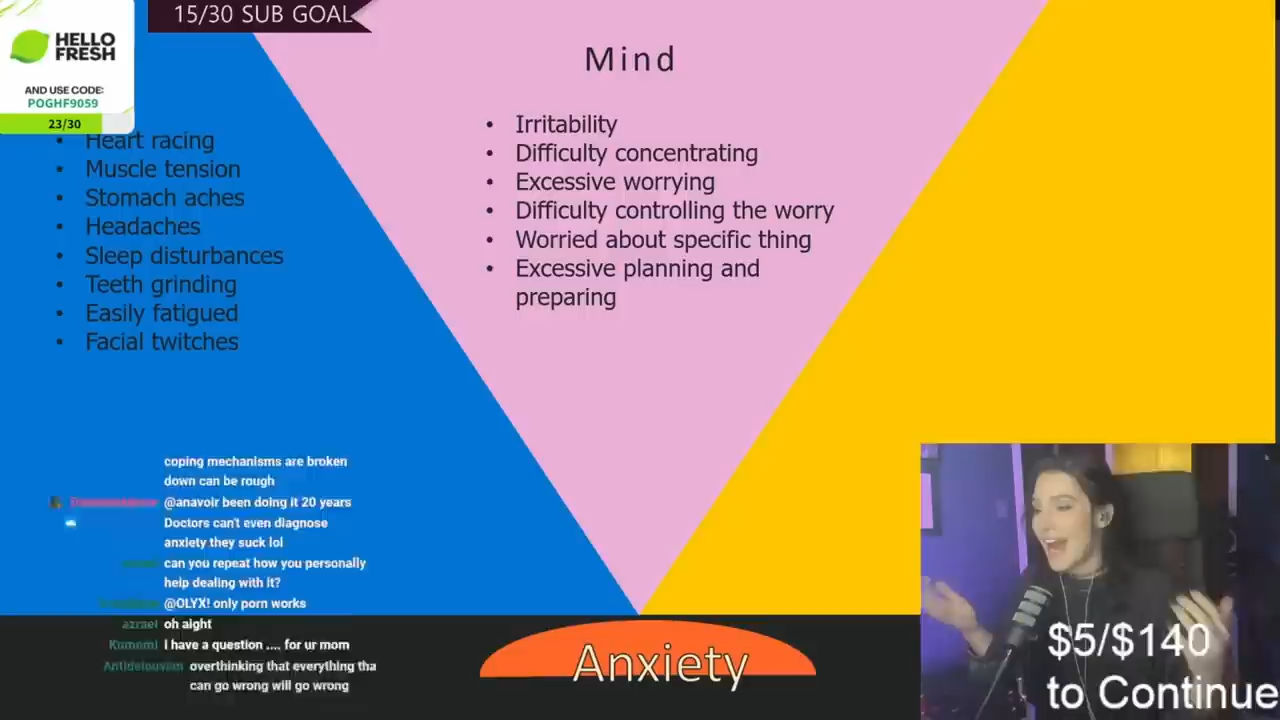 15/30 SUB GOAL
HELLO
FRESH
AND USE CODE:
POGHF9059
23/30
Mind
• Heart racing
• Muscle tension
• Stomach aches
• Headaches
• Sleep disturbances
• Teeth grinding
• Easily fatigued
• Facial twitches
• Irritability
• Difficulty concentrating
• Excessive worrying
• Difficulty controlling the worry
• Worried about specific thing
• Excessive planning and
preparing
coping mechanisms are broken
down can be rough
@anavoir been doing it 20 years
Doctors can't even diagnose
anxiety they suck lol
can you repeat how you personally
help dealing with it?
@OLYX! only porn works
azrael oh aight
I have a question .... for ur mom
overthinking that everything tha
can go wrong will go wrong
Anxiety
$5/$140
to Continue